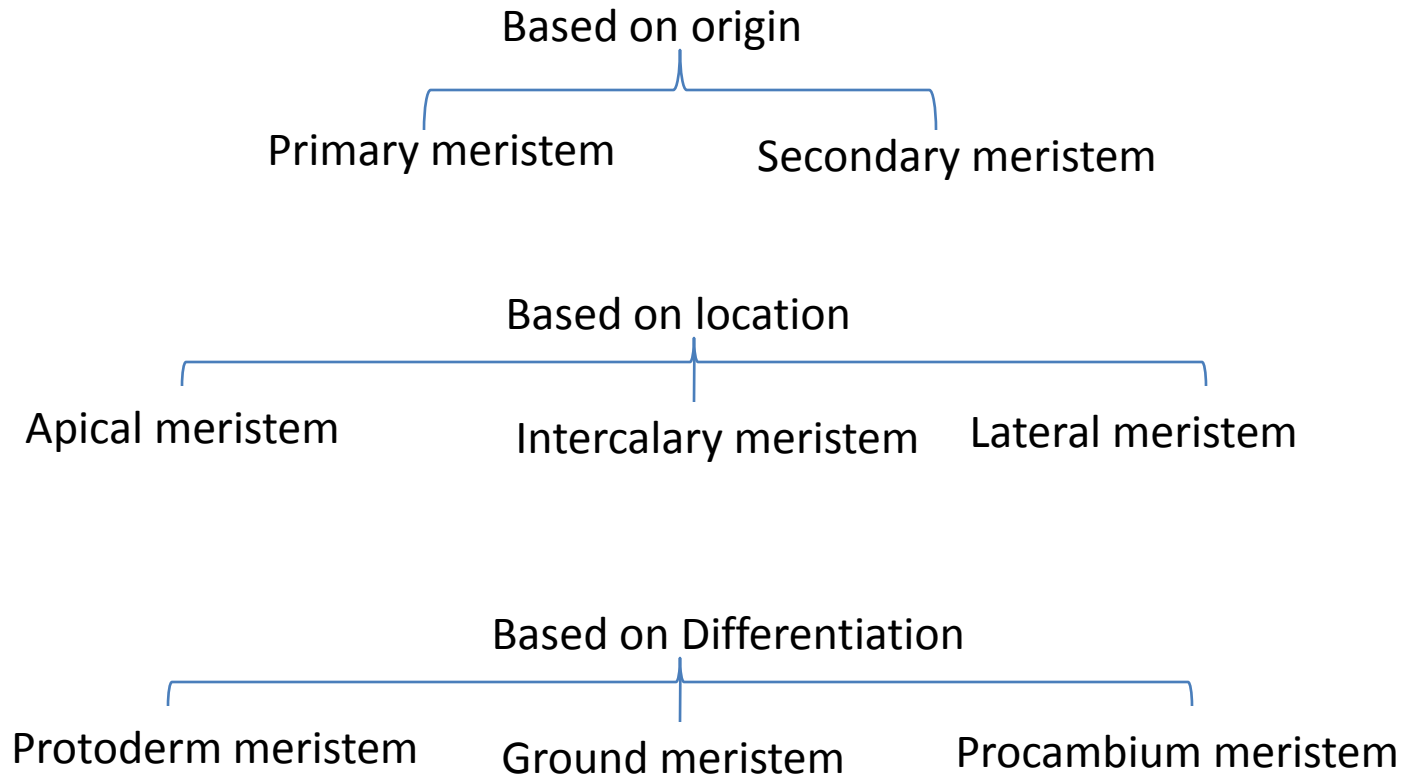 Based on origin
Primary meristem
Secondary meristem
Based on location
Apical meristem
Intercalary meristem
Lateral meristem
Based on Differentiation
Protoderm meristem
Ground meristem
Procambium meristem